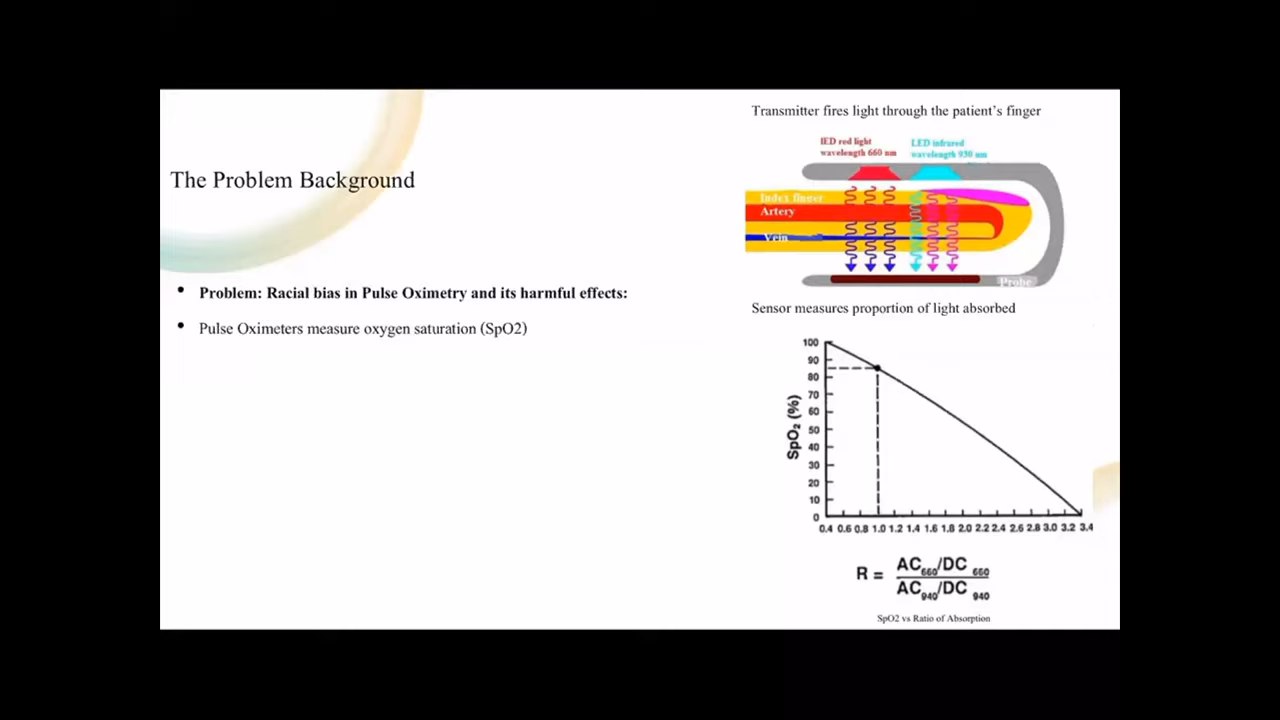 The Problem Background
• Problem: Racial bias in Pulse Oximetry and its harmful effects:
• Pulse Oximeters measure oxygen saturation (SpO2)
Transmitter fires light through the patient's finger
IED red light
wavelength 660 nm
LED infrared
wavelength 930 nm
Index finger
Artery
Vein
Probe
Sensor measures proportion of light absorbed
SpO₂ (%)
100
90
80
70
60
50
40
30
20
10
0
0.4 0.6 0.8 1.0 1.2 1.4 1.6 1.8 2.0 2.2 2.4 2.6 2.8 3.0 3.2 3.4
R = AC660/DC 660
AC940/DC 940
SpO2 vs Ratio of Absorption